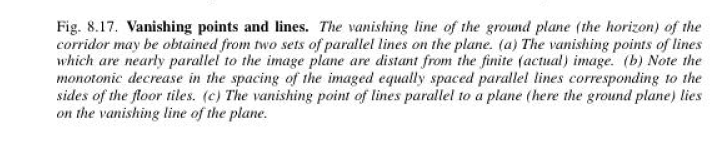 Fig. 8.17. Vanishing points and lines. The vanishing line of the ground plane (the horizon) of the
corridor may be obtained from two sets of parallel lines on the plane. (a) The vanishing points of lines
which are nearly parallel to the image plane are distant from the finite (actual) image. (b) Note the
monotonic decrease in the spacing of the imaged equally spaced parallel lines corresponding to the
sides of the floor tiles. (c) The vanishing point of lines parallel to a plane (here the ground plane) lies
on the vanishing line of the plane.